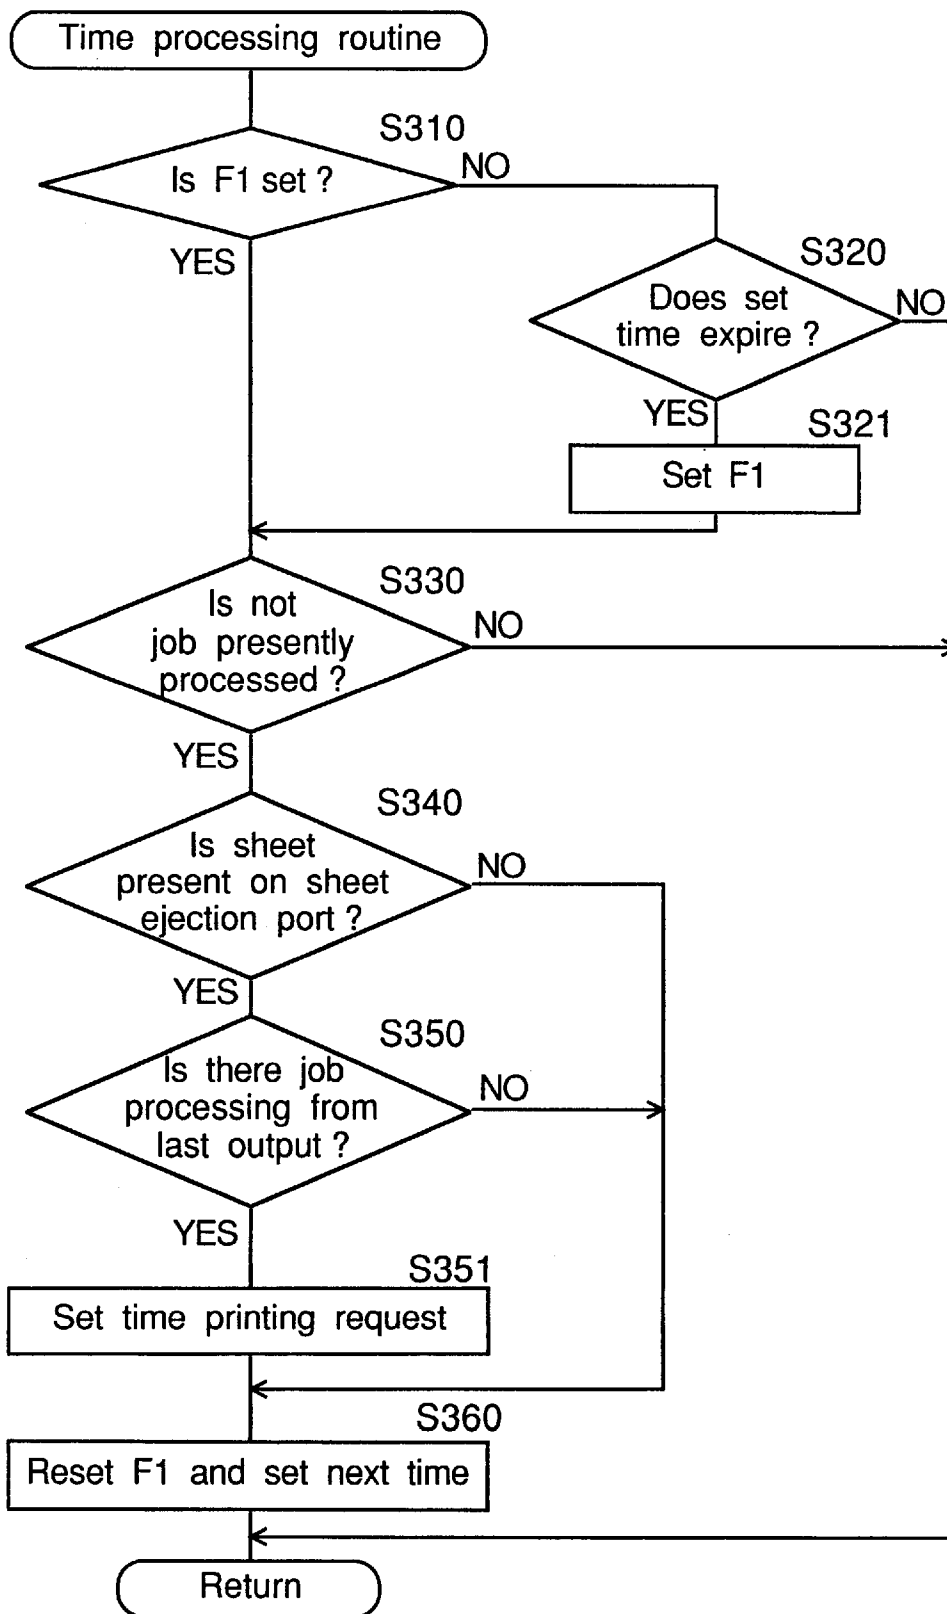 Time processing routine
S310
Is F1 set ?
NO
YES
S320
Does set
time expire ?
NO
YES
S321
Set F1
S330
Is not
job presently
processed ?
NO
YES
S340
Is sheet
present on sheet
ejection port ?
NO
YES
S350
Is there job
processing from
last output ?
NO
YES
S351
Set time printing request
S360
Reset F1 and set next time
Return